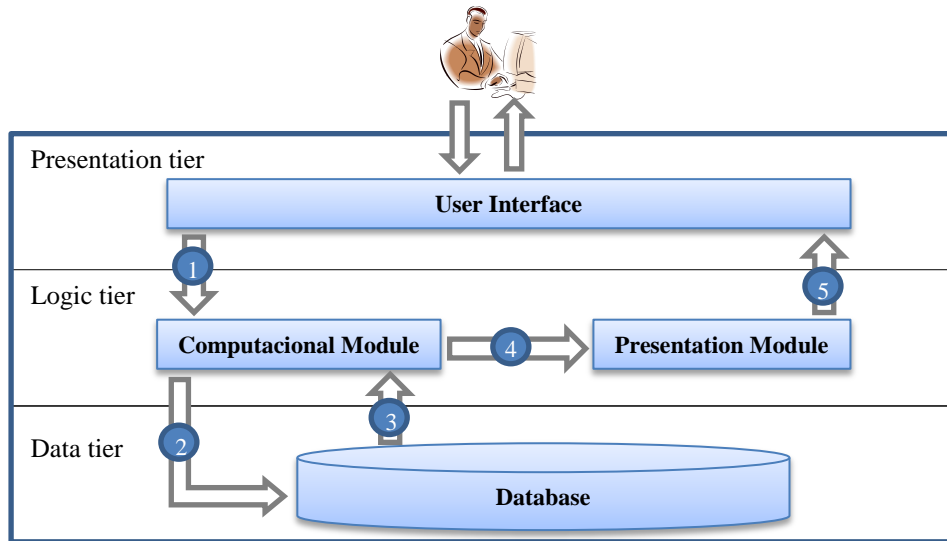 Presentation tier
User Interface
1
Logic tier
5
Computacional Module
4
Presentation Module
3
2
Data tier
Database